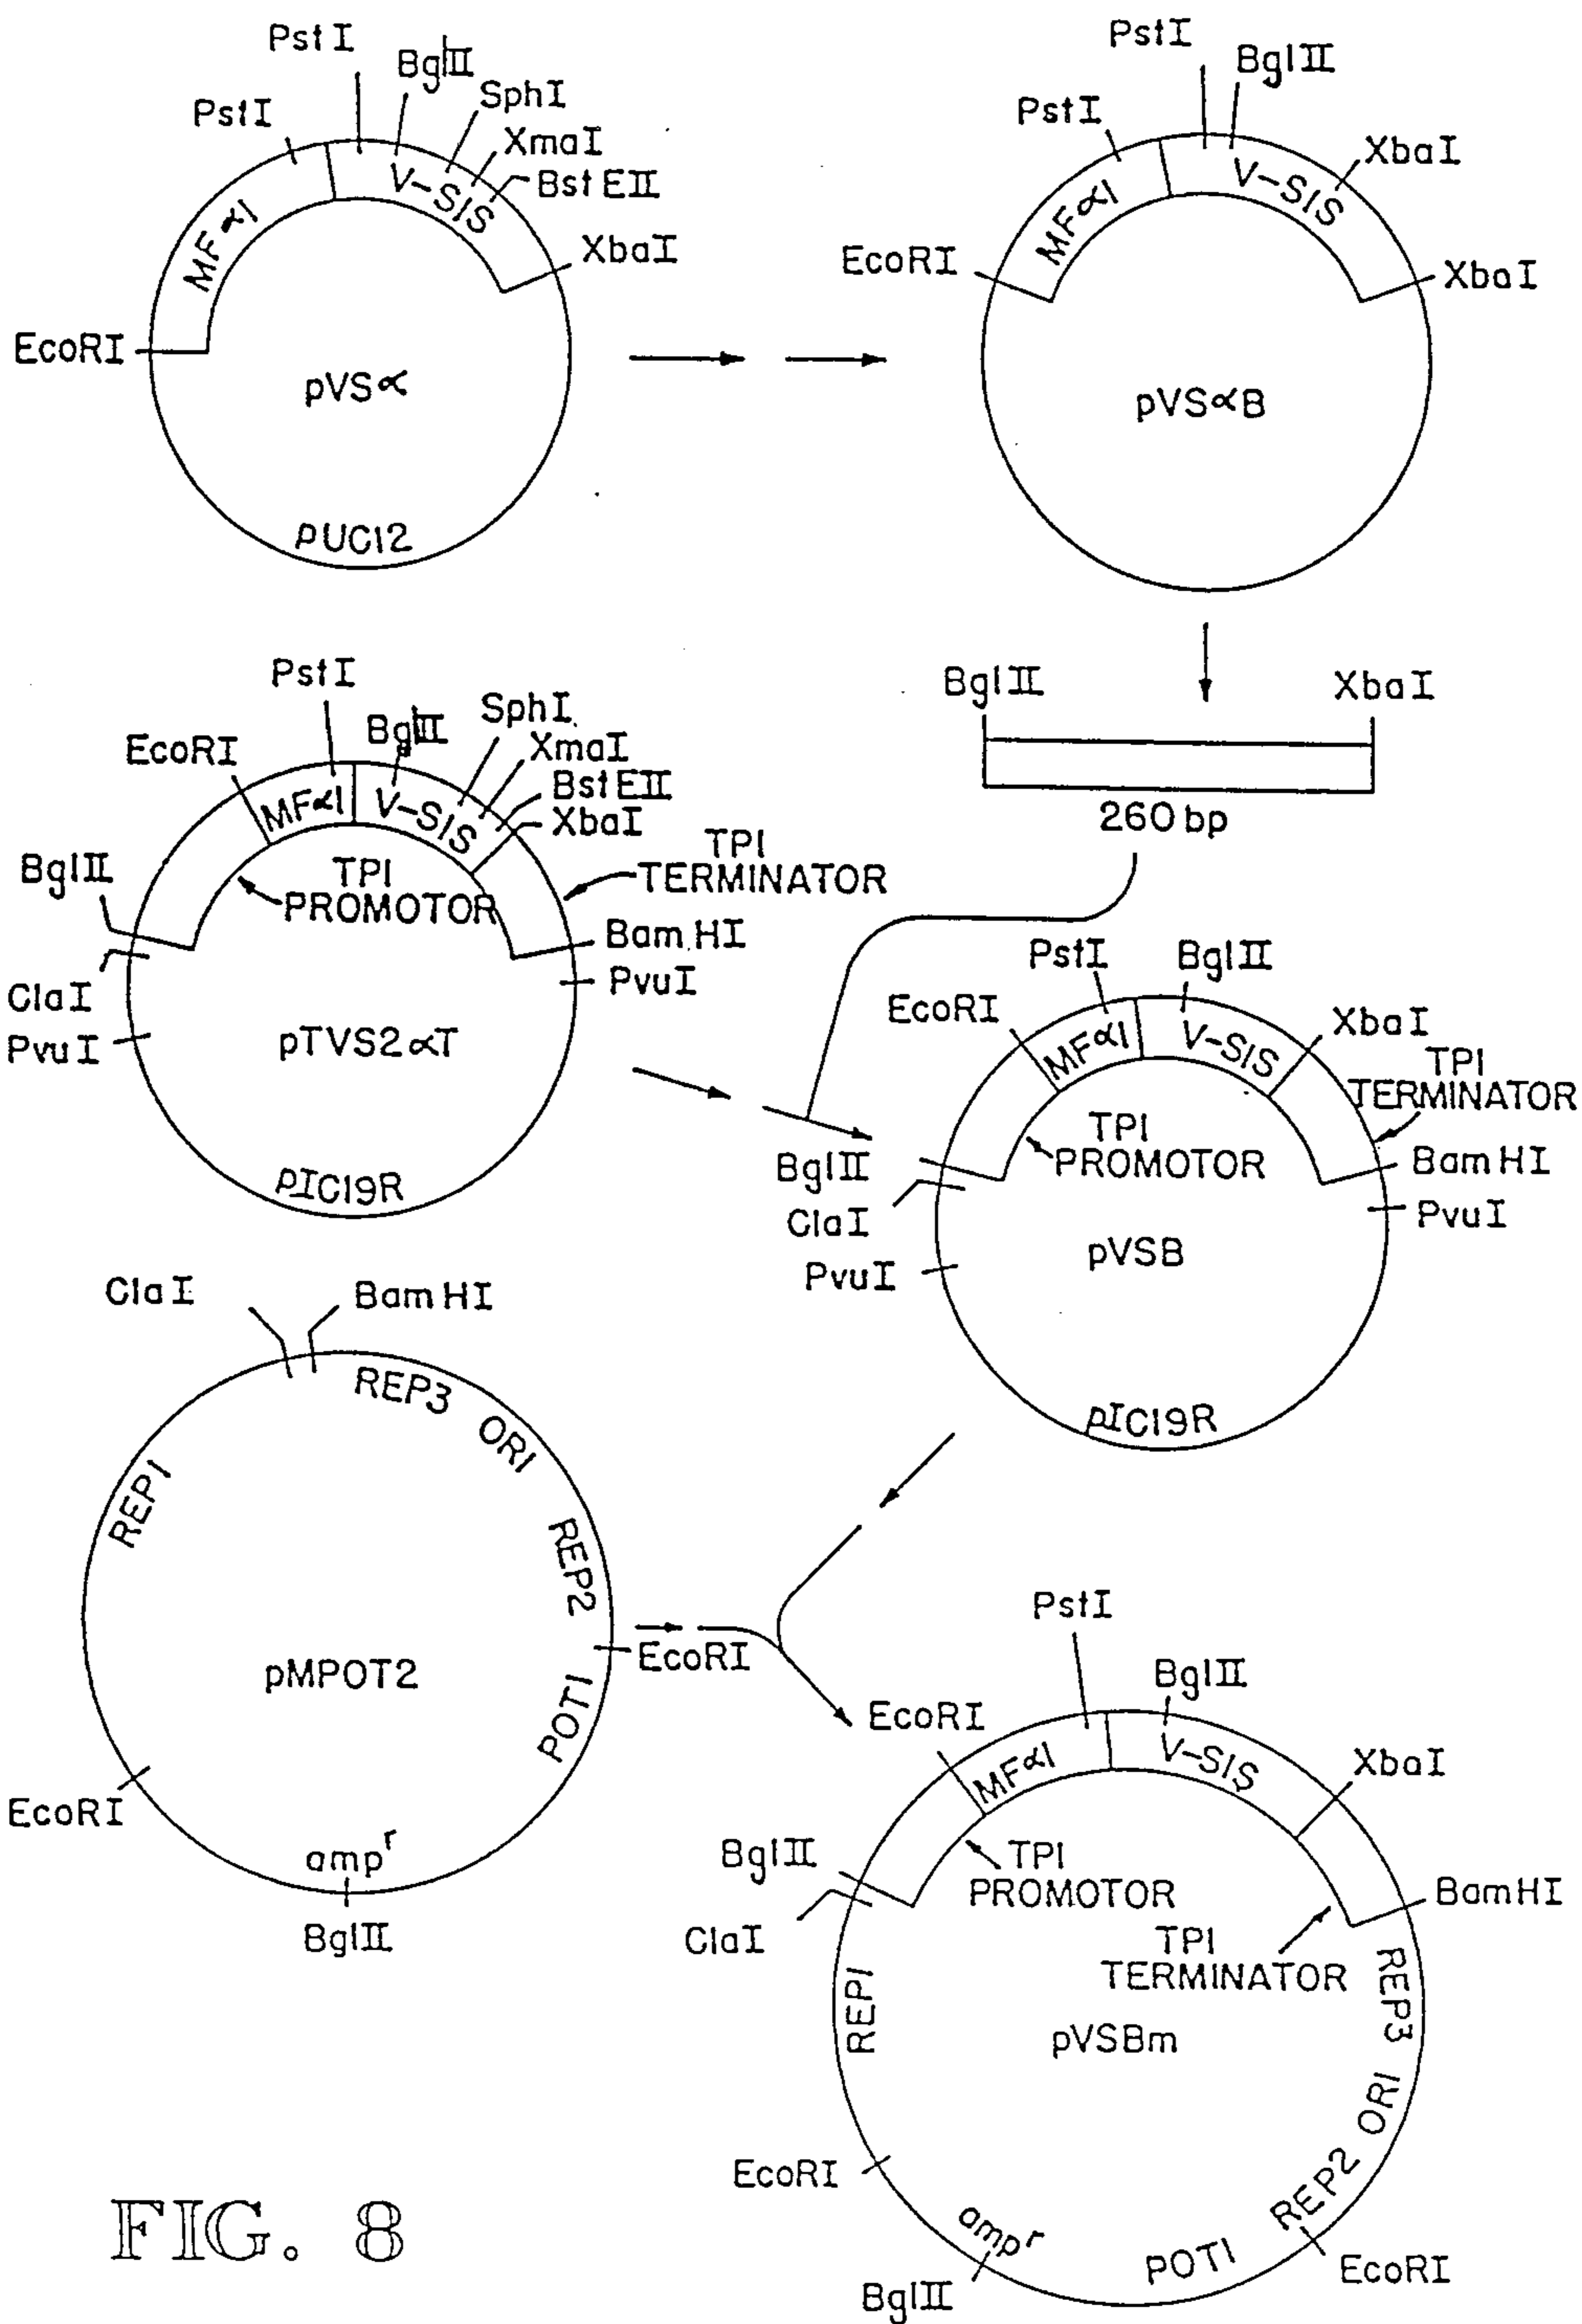 PstI
BglII
SphI
PstI
XmaI
BstEII
V-SIS
MFα1
XbaI
EcoRI
pVSα
pUC12
PstI
BglII
PstI
XbaI
V-SIS
MFα1
EcoRI
XbaI
pVSαB
BglII
XbaI
260 bp
PstI
BglII
SphI
EcoRI
XmaI
BstEII
MFα1
V-SIS
XbaI
TPI
TERMINATOR
BglII
TPI
PROMOTOR
BamHI
ClaI
PvuI
PvuI
pTVS2αT
pIC19R
PstI
BglII
EcoRI
XbaI
MFα1
V-SIS
TPI
TERMINATOR
TPI
PROMOTOR
BglII
BamHI
ClaI
PvuI
PvuI
pVSB
pIC19R
ClaI
BamHI
REP3
ORI
REP1
REP2
EcoRI
pMPOT2
POT1
EcoRI
ampr
BglII
PstI
BglII
EcoRI
MFα1
V-SIS
XbaI
BglII
TPI
PROMOTOR
BamHI
ClaI
TPI
TERMINATOR
REP1
REP3
pVSBm
ORI
EcoRI
REP2
ampr
POT1
EcoRI
BglII
FIG. 8